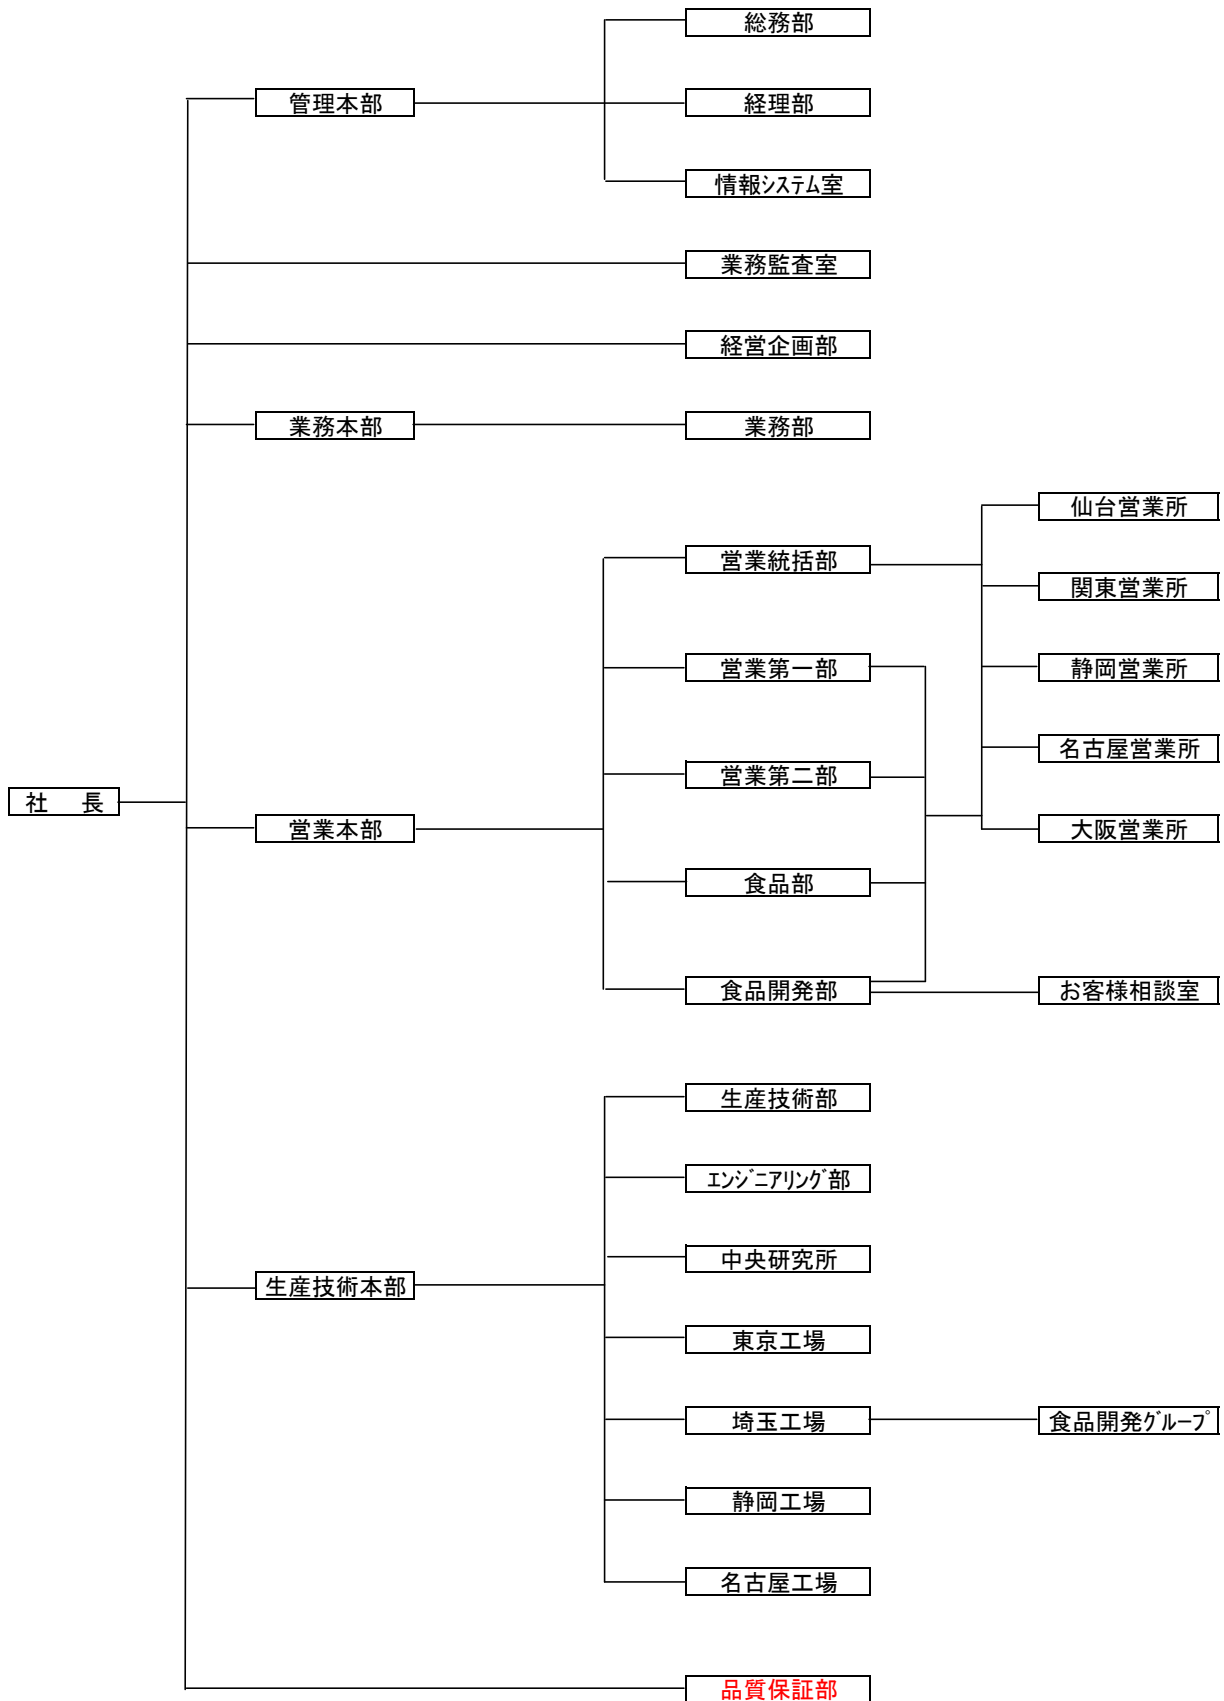 総務部
管理本部
経理部
情報ｼｽﾃﾑ室
業務監査室
経営企画部
業務本部
業務部
仙台営業所
営業統括部
関東営業所
営業第一部
静岡営業所
名古屋営業所
営業第二部
社　長
営業本部
大阪営業所
食品部
食品開発部
お客様相談室
生産技術部
ｴﾝｼﾞﾆｱﾘﾝｸﾞ部
中央研究所
生産技術本部
東京工場
埼玉工場
食品開発ｸﾞﾙｰﾌﾟ
静岡工場
名古屋工場
品質保証部